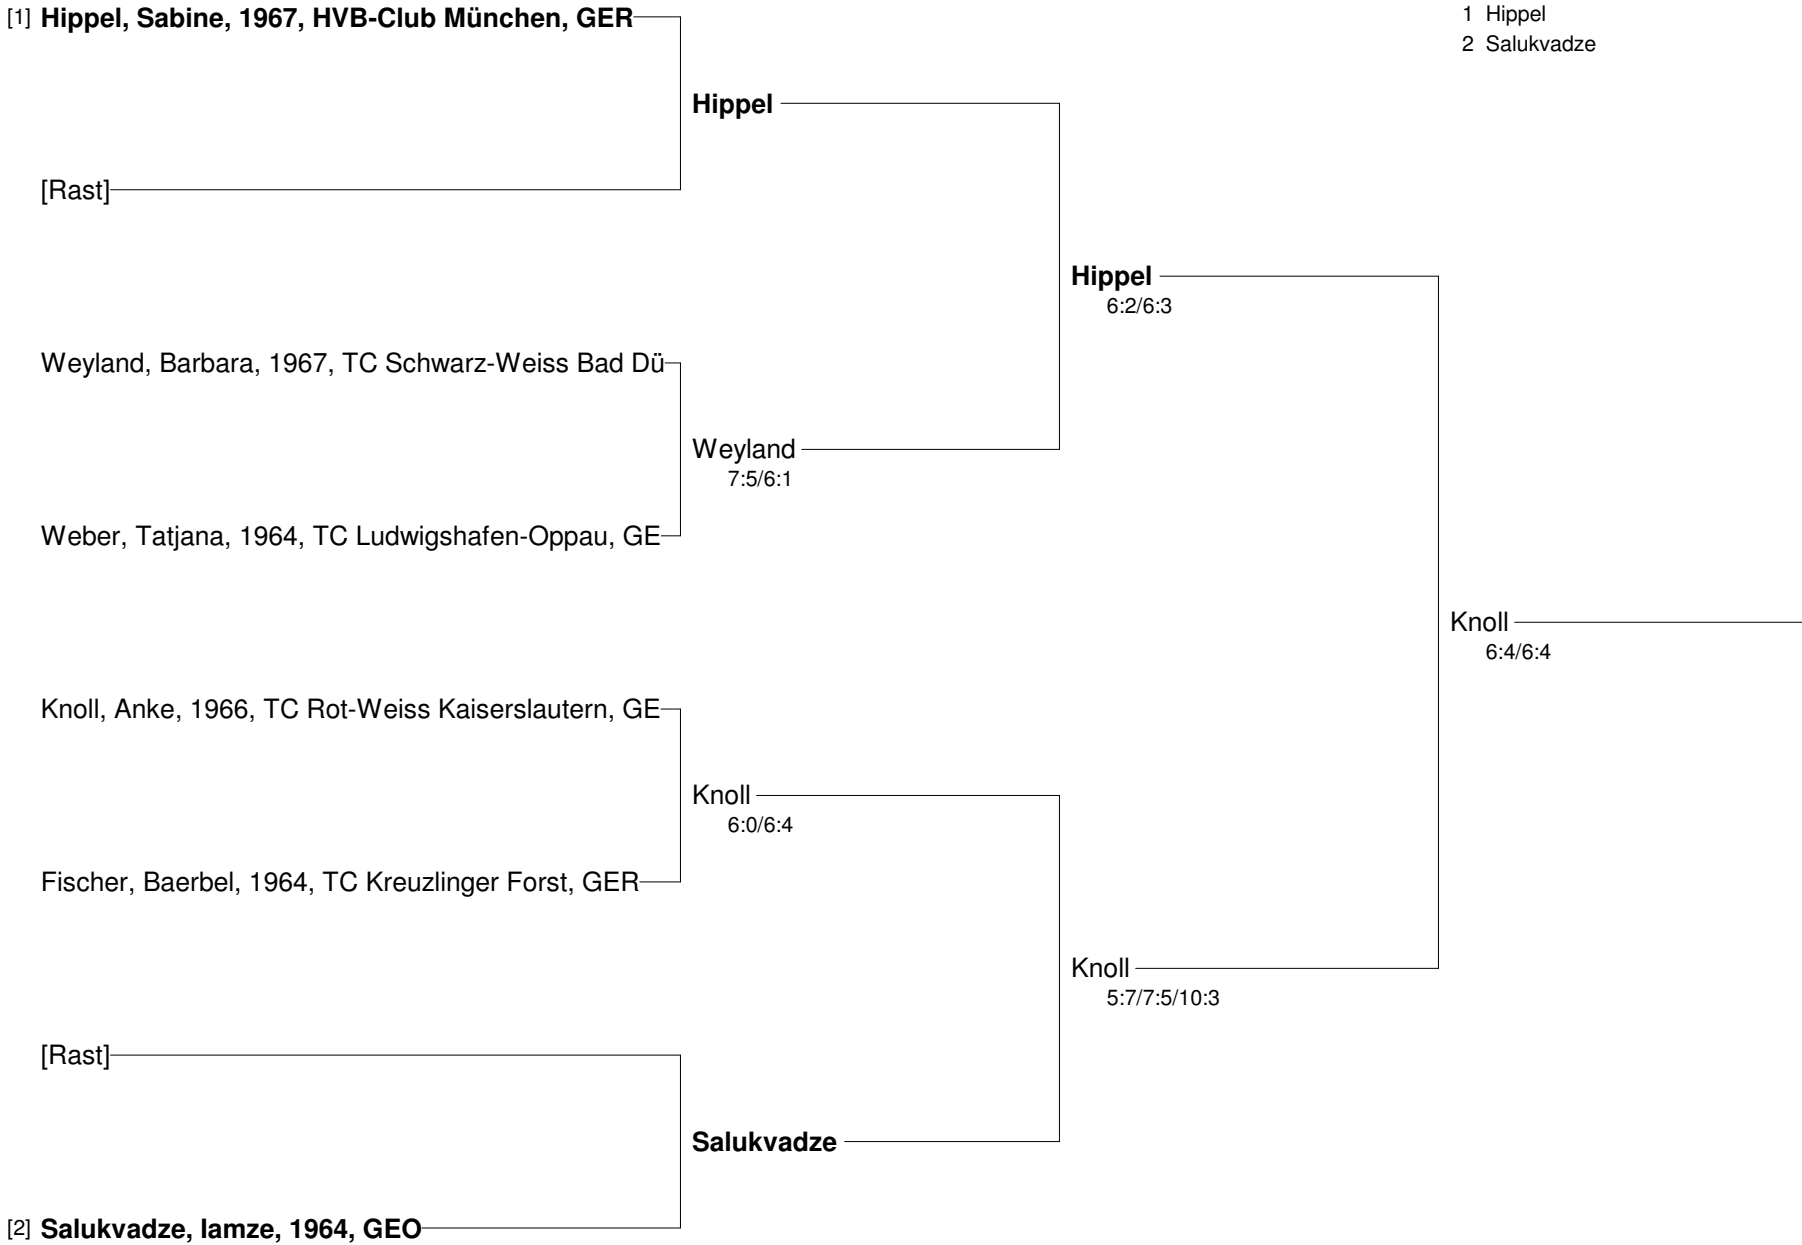 [1] Hippel, Sabine, 1967, HVB-Club München, GER
1 Hippel
2 Salukvadze
Hippel
[Rast]
Hippel
6:2/6:3
Weyland, Barbara, 1967, TC Schwarz-Weiss Bad Dü
Weyland
7:5/6:1
Weber, Tatjana, 1964, TC Ludwigshafen-Oppau, GE
Knoll
6:4/6:4
Knoll, Anke, 1966, TC Rot-Weiss Kaiserslautern, GE
Knoll
6:0/6:4
Fischer, Baerbel, 1964, TC Kreuzlinger Forst, GER
Knoll
5:7/7:5/10:3
[Rast]
Salukvadze
[2] Salukvadze, Iamze, 1964, GEO